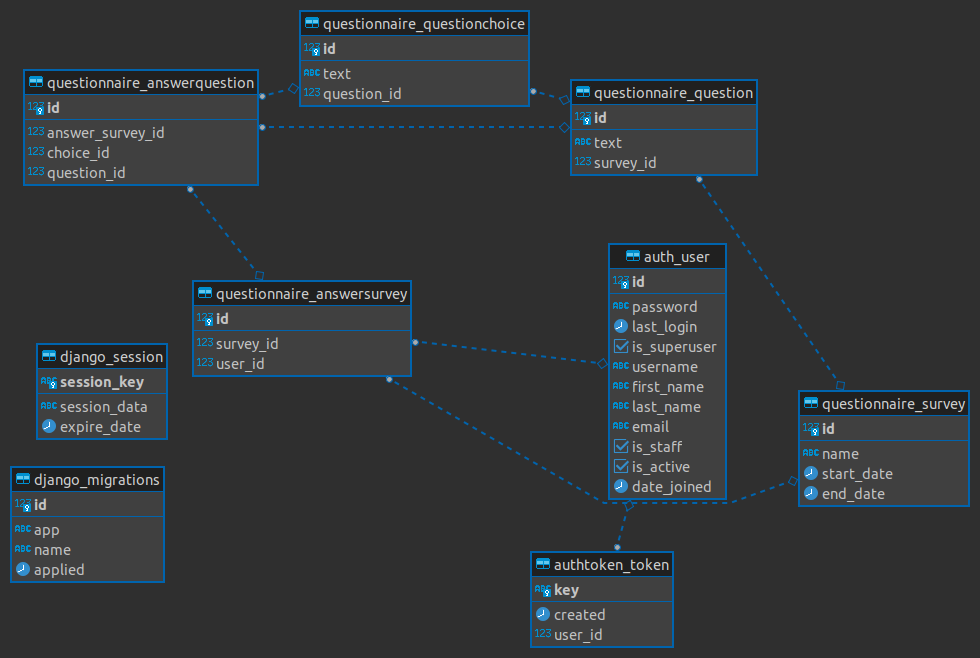 questionnaire_questionchoice
123 id
ABC text
123 question_id
questionnaire_answerquestion
123 id
123 answer_survey_id
123 choice_id
123 question_id
questionnaire_question
123 id
ABC text
123 survey_id
auth_user
123 id
ABC password
last_login
is_superuser
ABC username
ABC first_name
ABC last_name
ABC email
is_staff
is_active
date_joined
questionnaire_answersurvey
123 id
123 survey_id
123 user_id
django_session
ABC session_key
ABC session_data
expire_date
questionnaire_survey
123 id
ABC name
start_date
end_date
django_migrations
123 id
ABC app
ABC name
applied
authtoken_token
ABC key
created
123 user_id